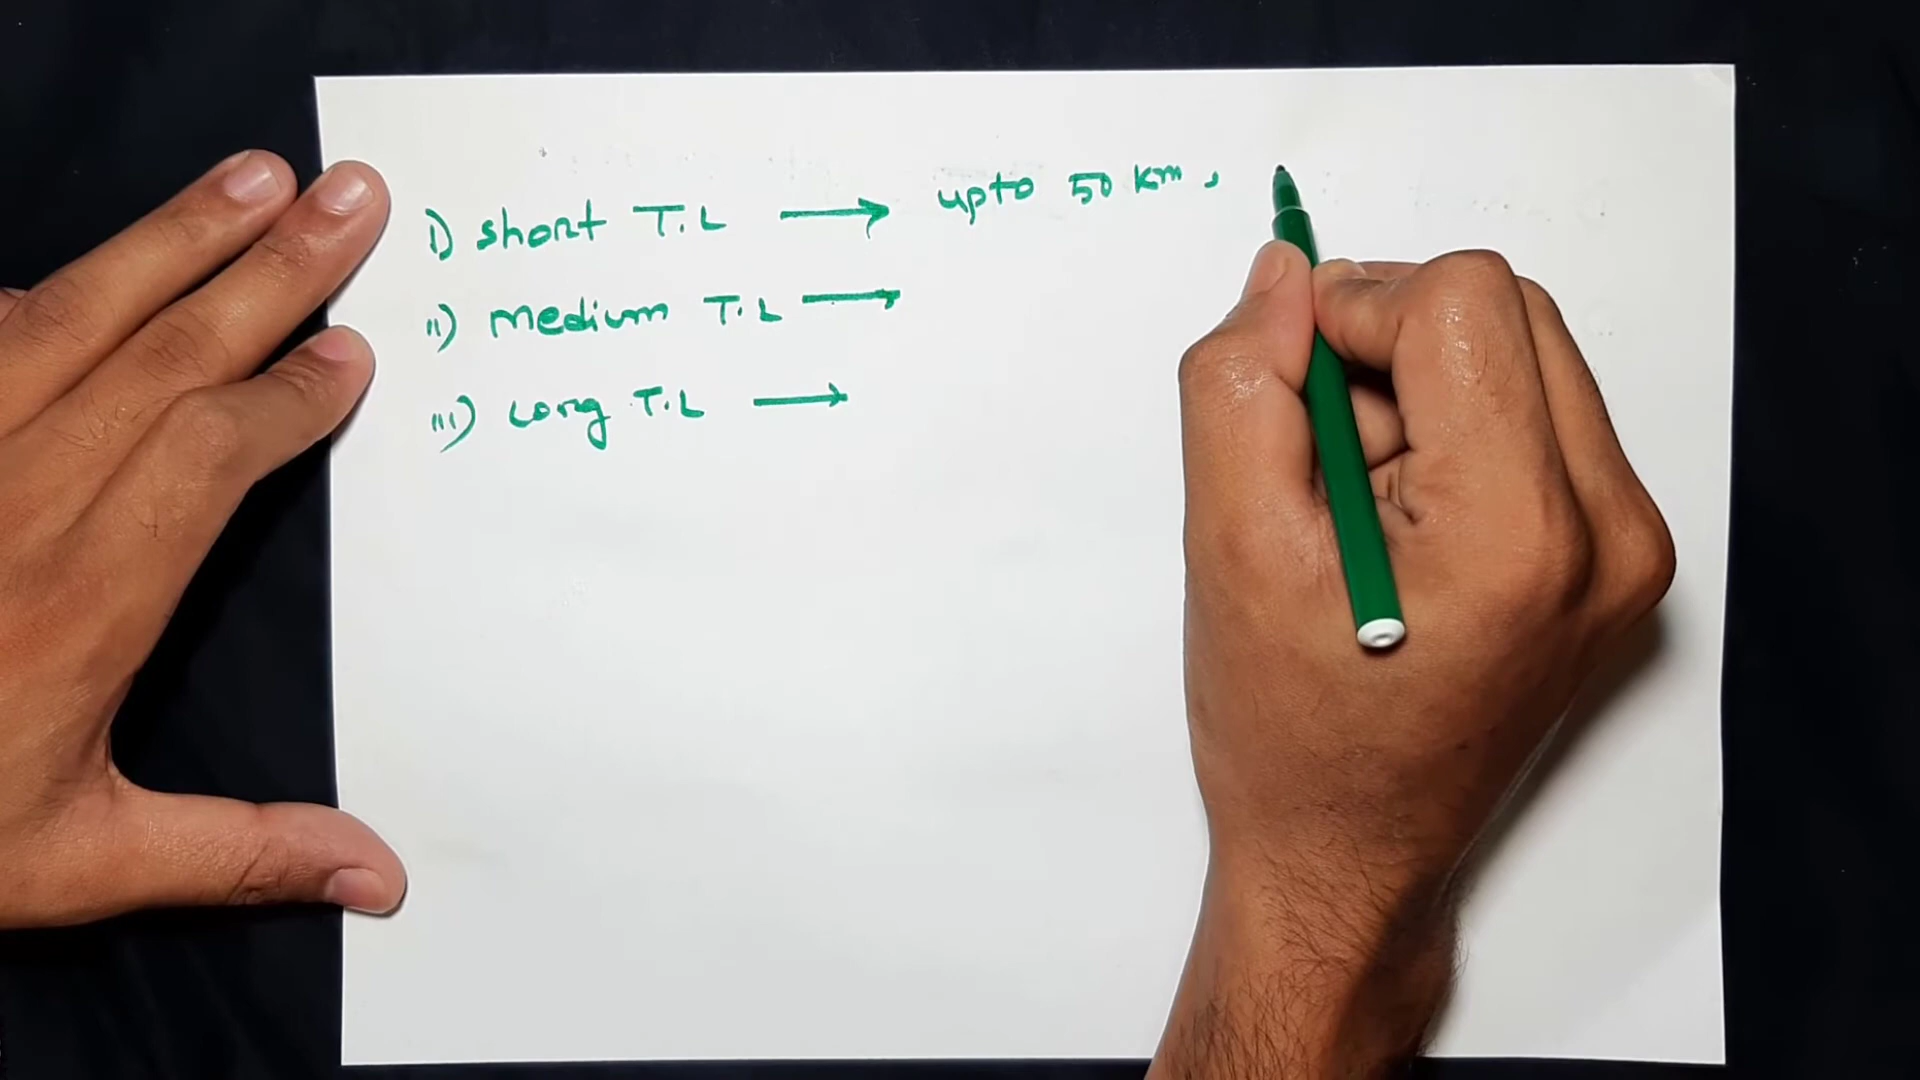 i) short T.L → upto 50 km,
ii) medium T.L →
iii) Long T.L →